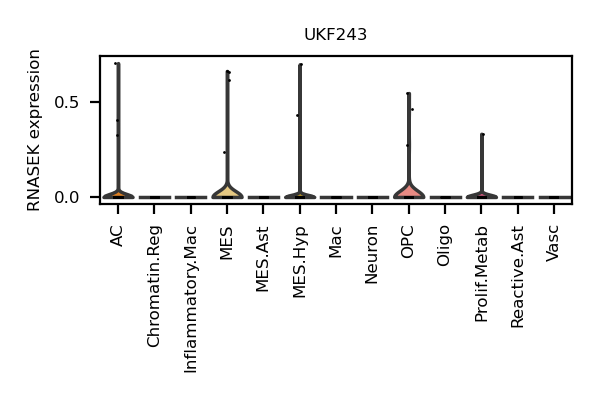 UKF243
RNASEK expression
0.5
0.0
AC
Chromatin.Reg
Inflammatory.Mac
MES
MES.Ast
MES.Hyp
Mac
Neuron
OPC
Oligo
Prolif.Metab
Reactive.Ast
Vasc